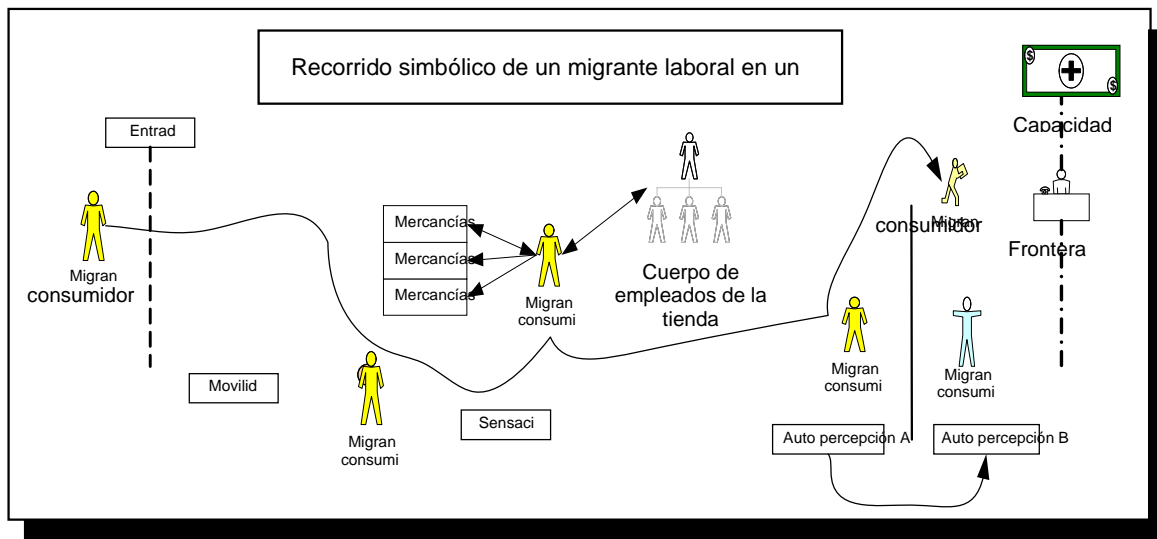 Recorrido simbólico de un migrante laboral en un
Entrad
Capacidad
$
$
Mercancías
Mercancías
Mercancías
Migran
consumidor
Migran
consumi
Cuerpo de
empleados de la
tienda
Migran
consumidor
Frontera
Movilid
Migran
consumi
Sensaci
Migran
consumi
Migran
consumi
Auto percepción A
Auto percepción B